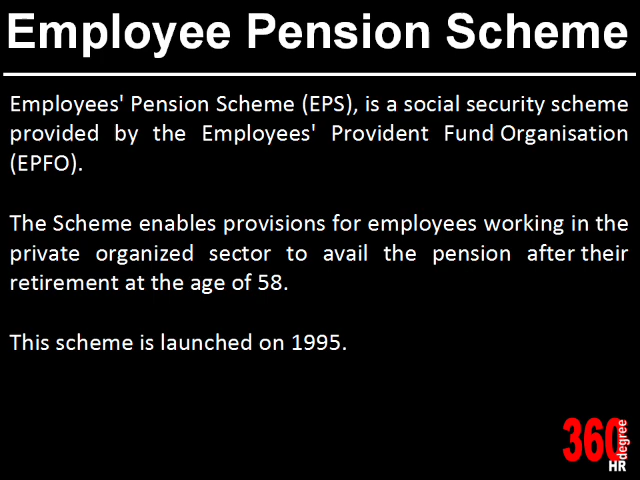 Employee Pension Scheme
Employees' Pension Scheme (EPS), is a social security scheme
provided by the Employees' Provident Fund Organisation
(EPFO).
The Scheme enables provisions for employees working in the
private organized sector to avail the pension after their
retirement at the age of 58.
This scheme is launched on 1995.
360
degree
HR